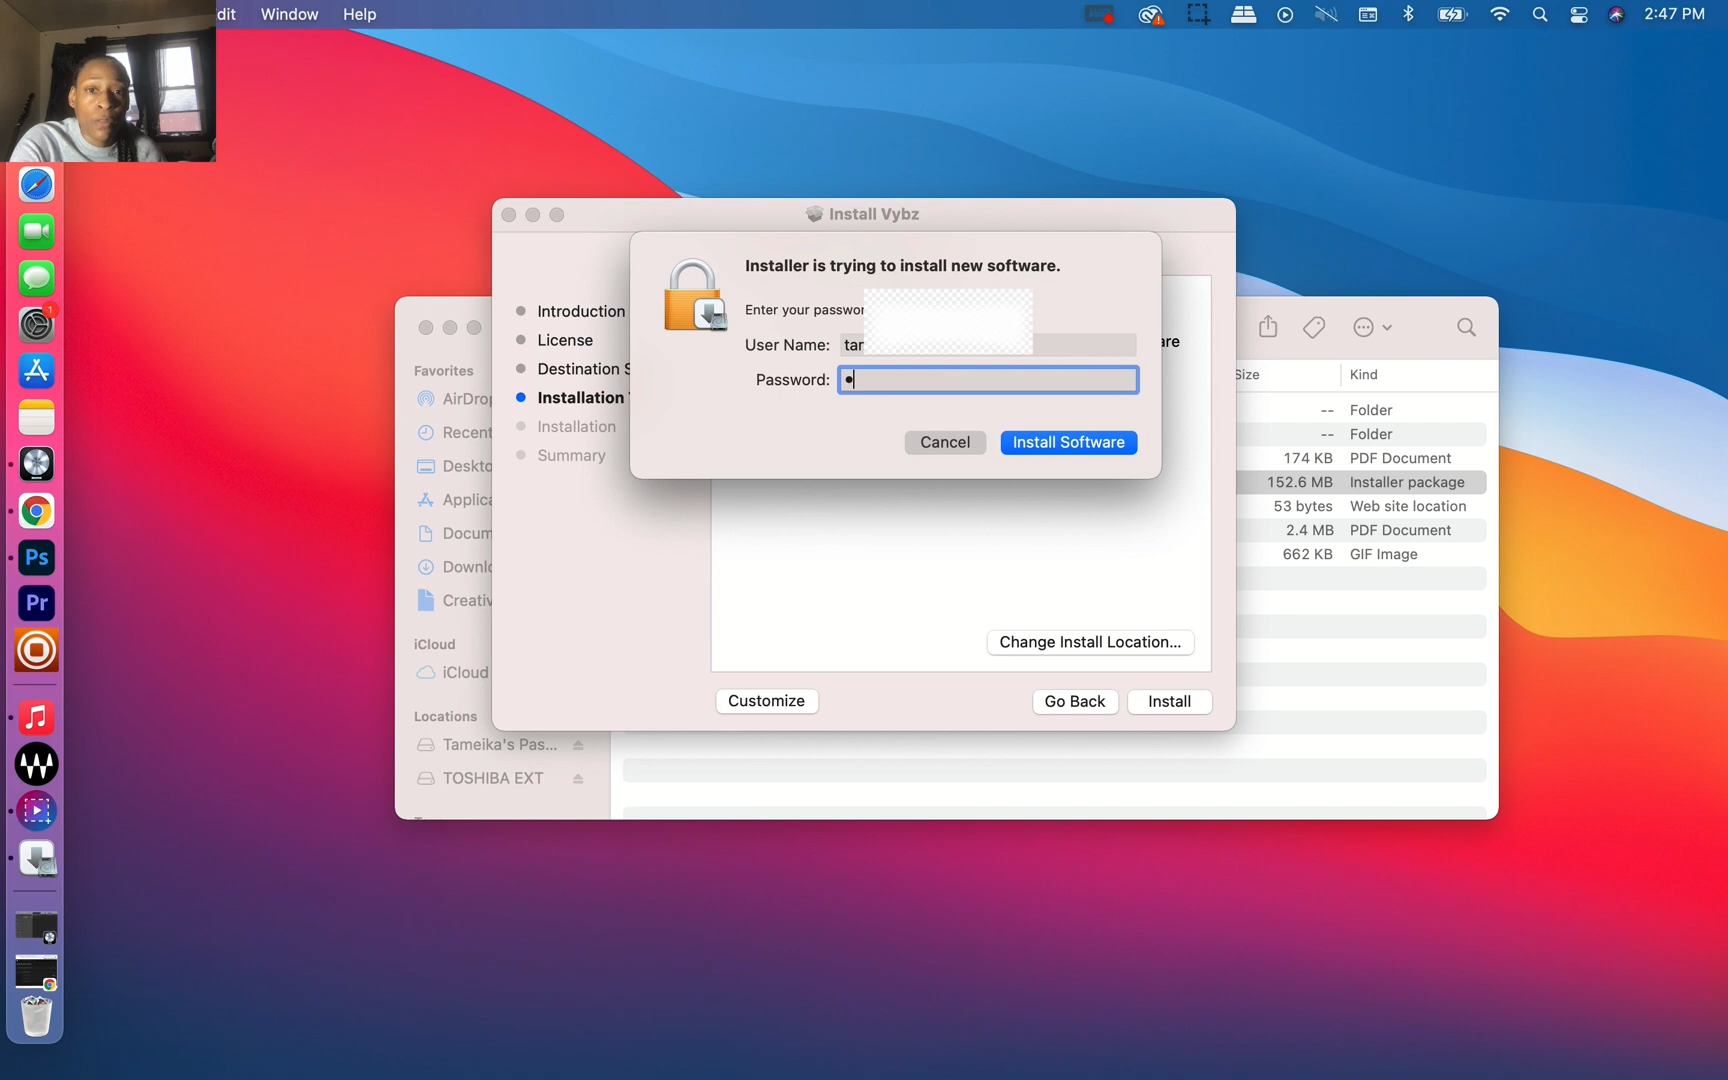 dit Window Help
2:47 PM
Install Vybz
Installer is trying to install new software.
Enter your passwor
User Name: tar
Password: •
Cancel
Install Software
Introduction
License
Destination S
Installation
Installation
Summary
are
Change Install Location...
Customize
Go Back
Install
Favorites
AirDrop
Recent
Deskto
Applica
Docum
Downlo
Creativ
iCloud
iCloud
Locations
Tameika's Pas...
TOSHIBA EXT
Size Kind
-- Folder
-- Folder
174 KB PDF Document
152.6 MB Installer package
53 bytes Web site location
2.4 MB PDF Document
662 KB GIF Image
1
Ps
Pr